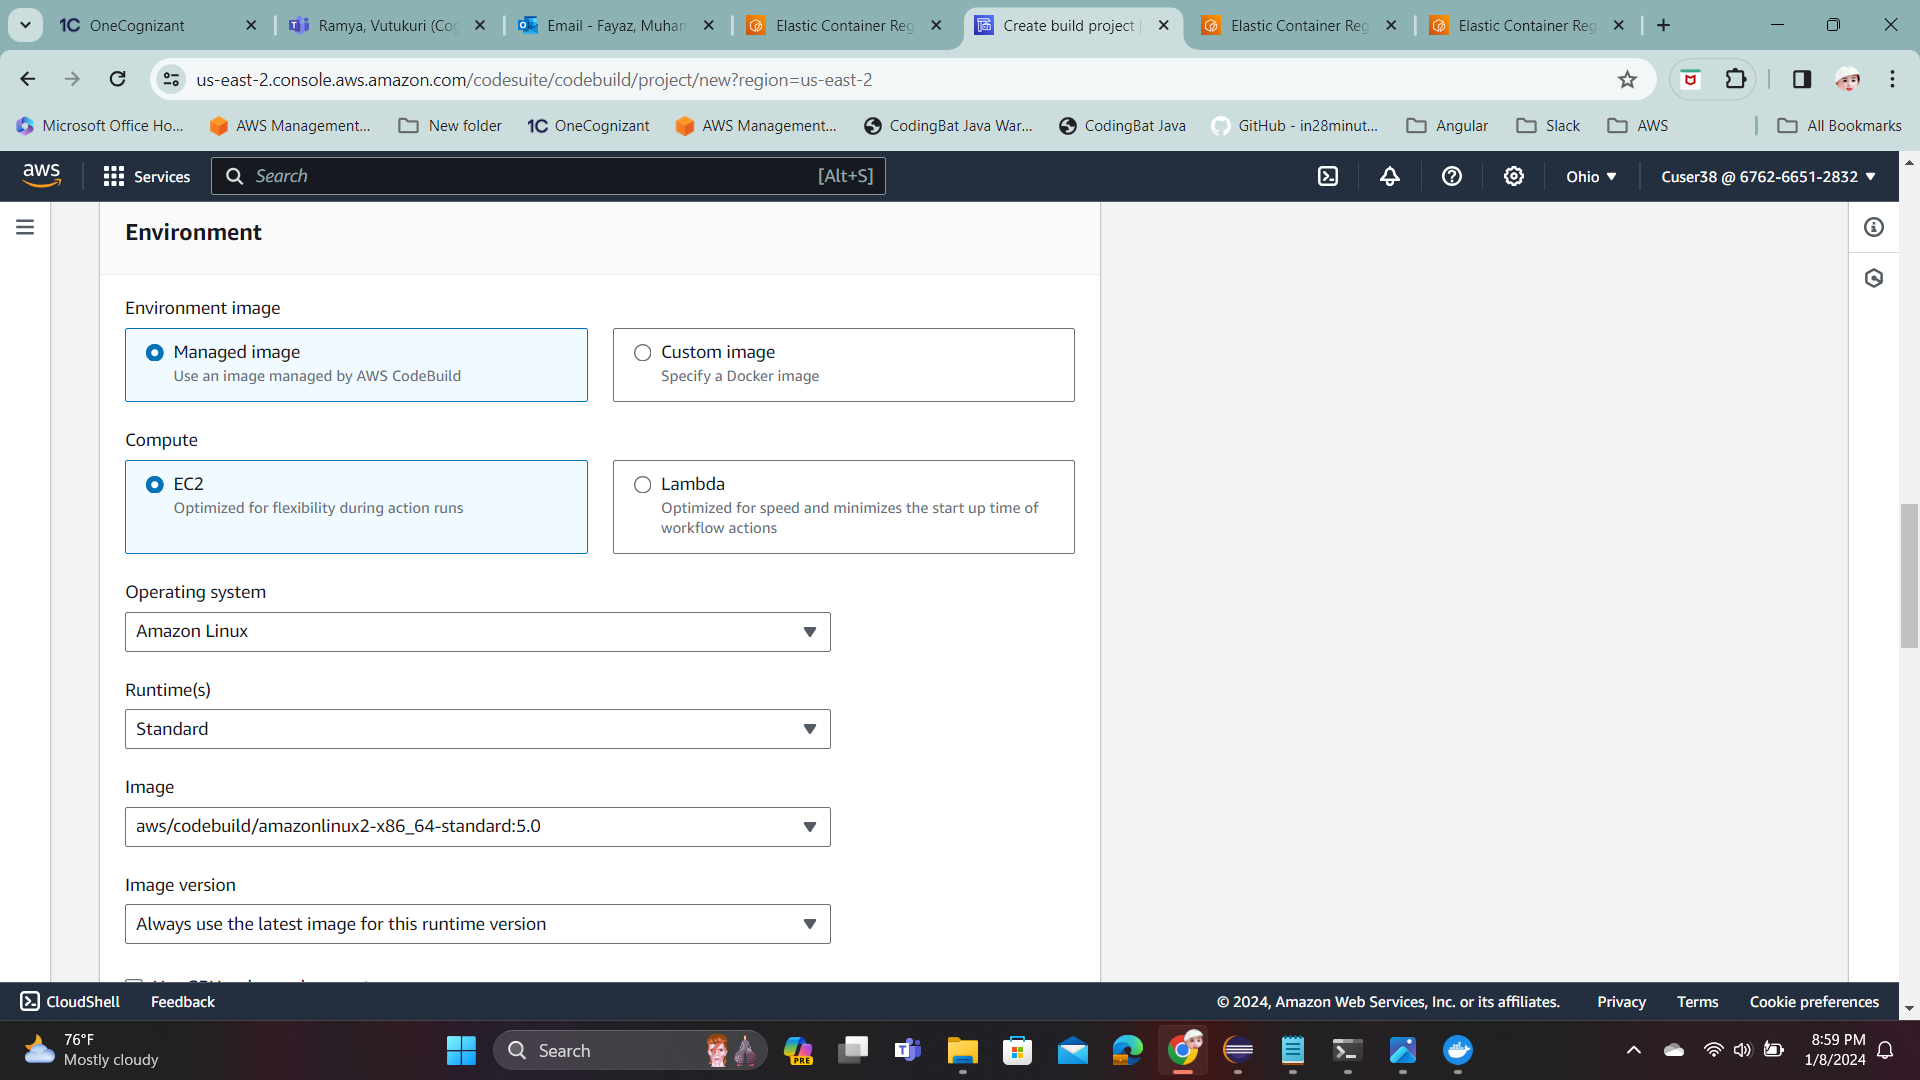 OneCognizant
Ramya, Vutukuri (Cog
Email - Fayaz, Muham
Elastic Container Reg
Create build project |
Elastic Container Reg
Elastic Container Reg
us-east-2.console.aws.amazon.com/codesuite/codebuild/project/new?region=us-east-2
Microsoft Office Ho...
AWS Management...
New folder
1C OneCognizant
AWS Management...
CodingBat Java War...
CodingBat Java
GitHub - in28minut...
Angular
Slack
AWS
All Bookmarks
aws
Services
Search
[Alt+S]
Ohio
Cuser38 @ 6762-6651-2832
Environment
Environment image
Managed image
Use an image managed by AWS CodeBuild
Custom image
Specify a Docker image
Compute
EC2
Optimized for flexibility during action runs
Lambda
Optimized for speed and minimizes the start up time of
workflow actions
Operating system
Amazon Linux
Runtime(s)
Standard
Image
aws/codebuild/amazonlinux2-x86_64-standard:5.0
Image version
Always use the latest image for this runtime version
CloudShell
Feedback
© 2024, Amazon Web Services, Inc. or its affiliates.
Privacy
Terms
Cookie preferences
76°F
Mostly cloudy
Search
PRE
8:59 PM
1/8/2024